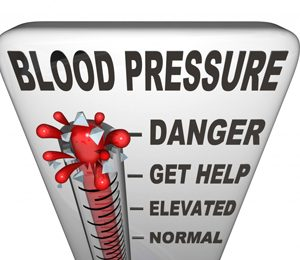 BLOOD PRESSURE
DANGER
GET HELP
ELEVATED
NORMAL